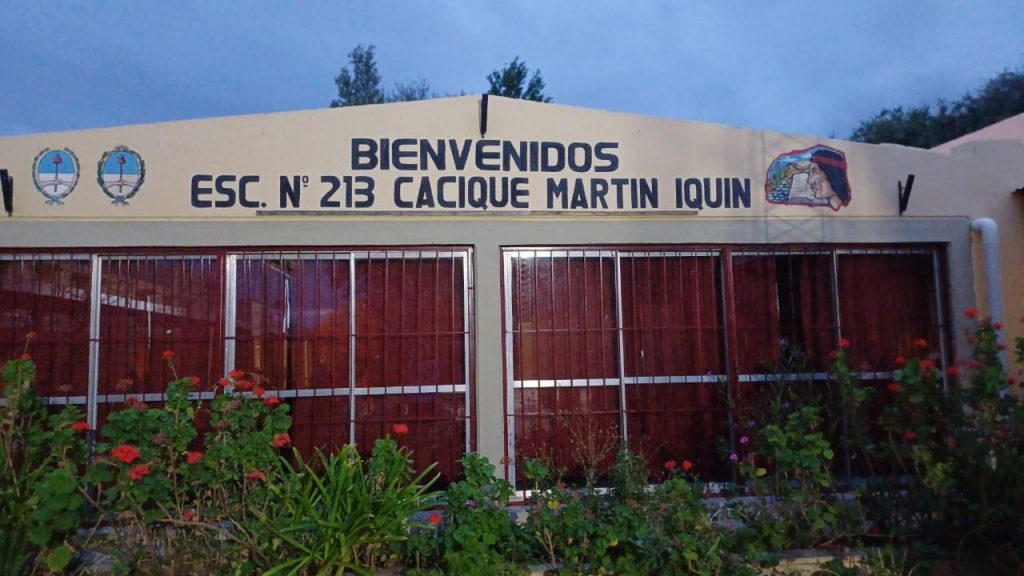 BIENVENIDOS
ESC. Nº 213 CACIQUE MARTIN IQUIN